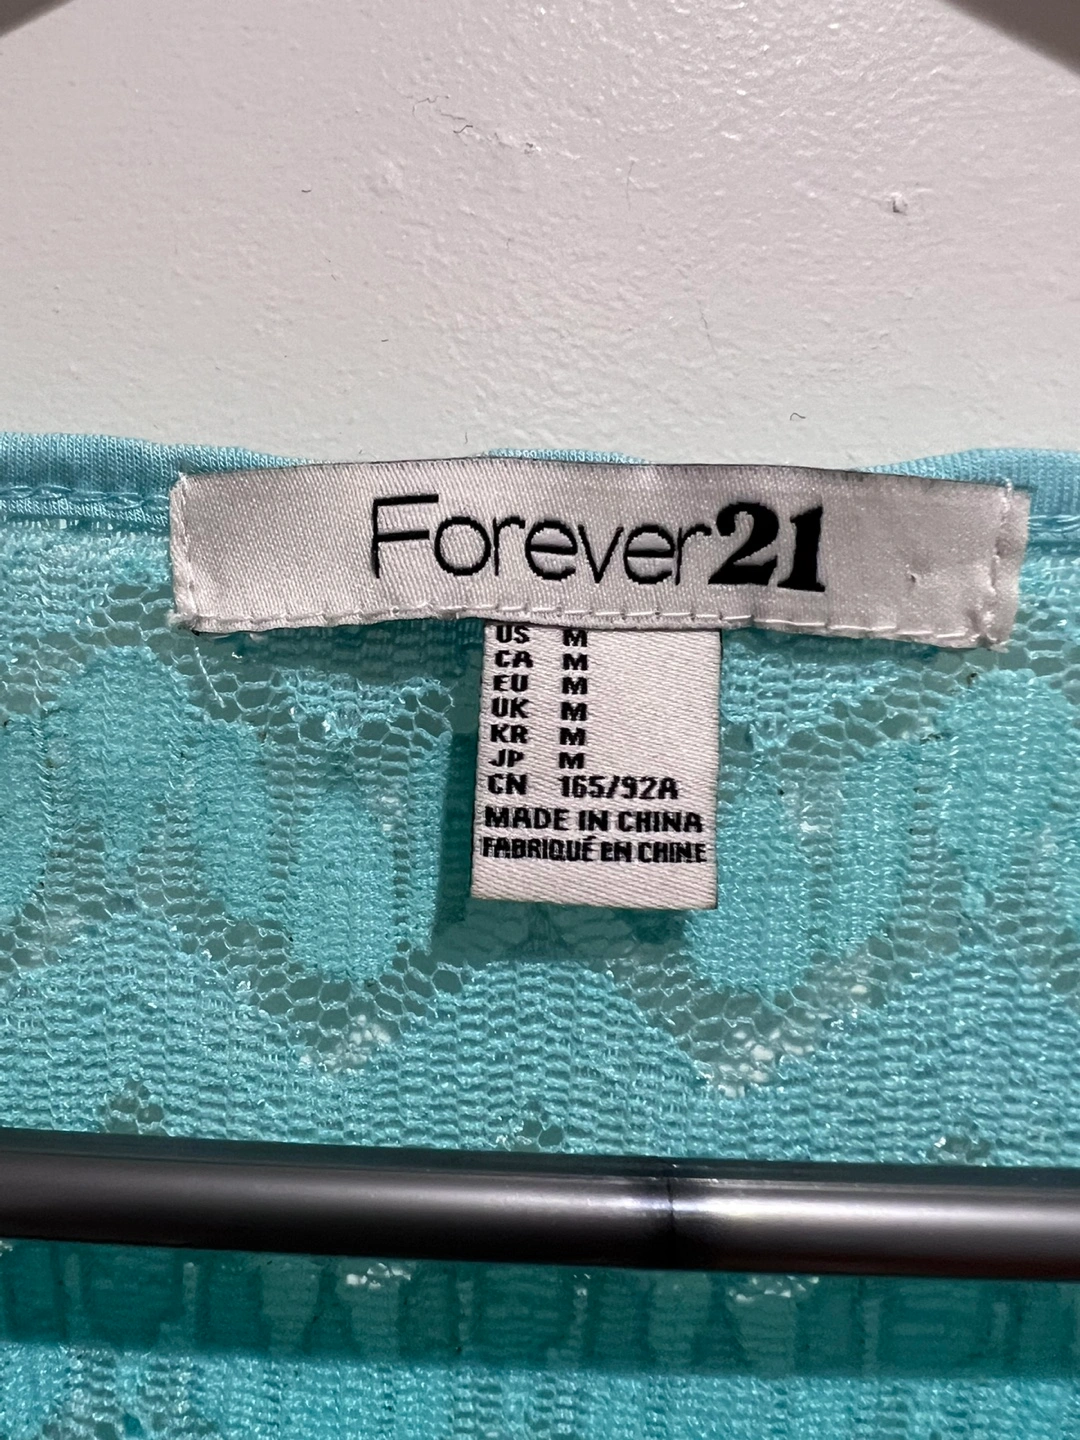 Forever21
US M
CA M
EU M
UK M
KR M
JP M
CN 165/92A
MADE IN CHINA
FABRIQUÉ EN CHINE